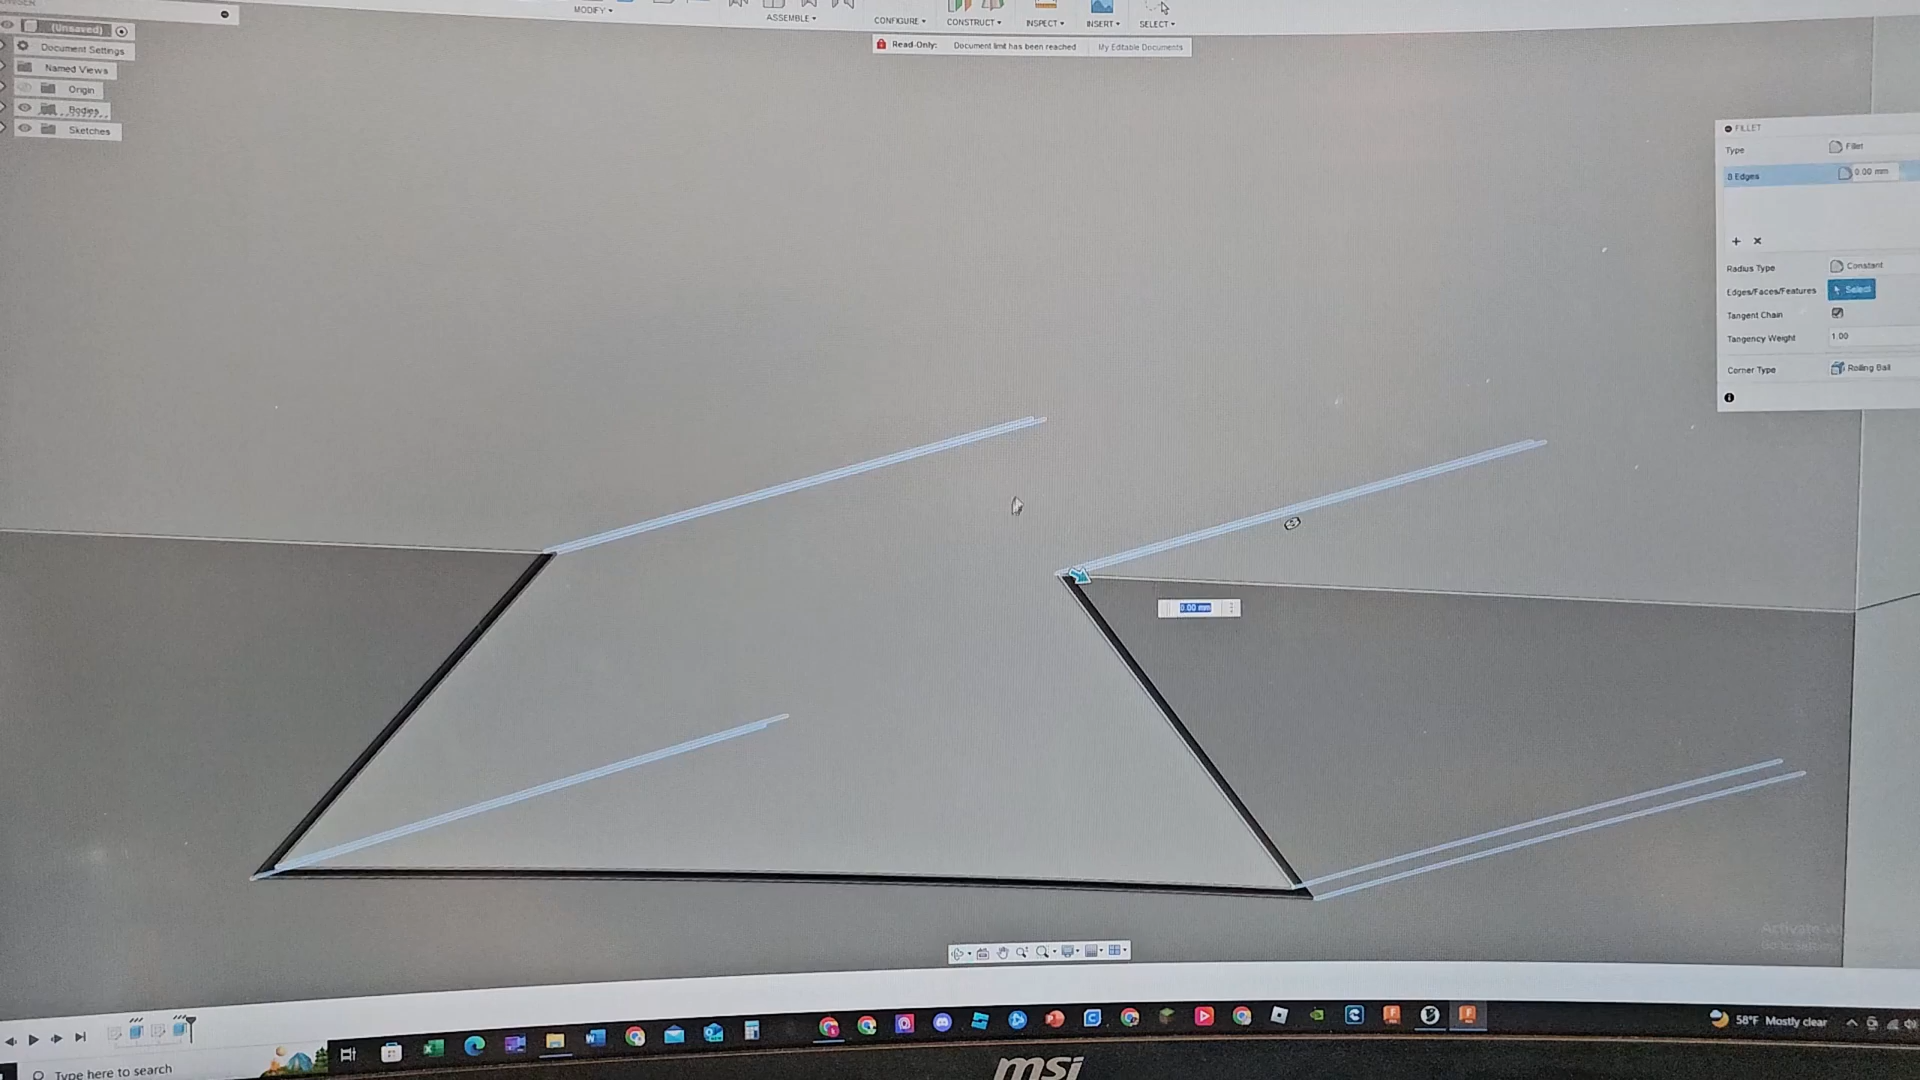 MODIFY
ASSEMBLE
CONFIGURE
CONSTRUCT
INSPECT
INSERT
SELECT
(Unsaved)
Document Settings
Named Views
Origin
Bodies
Sketches
Read-Only: Document limit has been reached My Editable Documents
FILLET
Type Fillet
8 Edges 0.00 mm
Radius Type Constant
Edges/Faces/Features Select
Tangent Chain
Tangency Weight 1.00
Corner Type Rolling Ball
0.00 mm
Activate
58°F Mostly clear
Type here to search
msi